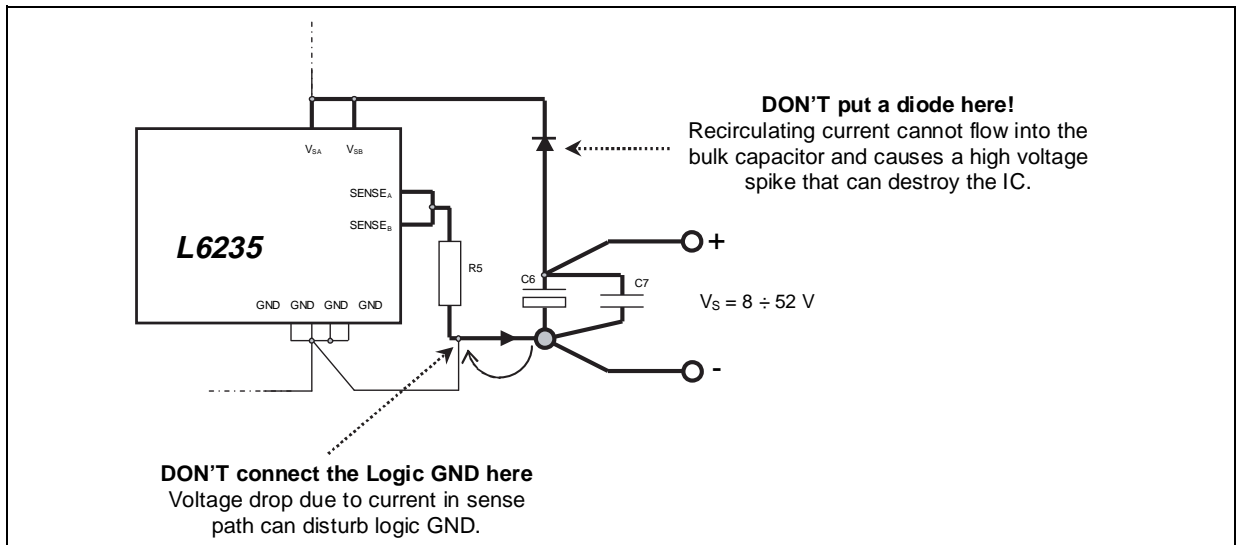 DON'T put a diode here!
Recirculating current cannot flow into the
bulk capacitor and causes a high voltage
spike that can destroy the IC.
VSA VSB
SENSEA
SENSEB
L6235
R5
C6
C7
+
VS = 8 ÷ 52 V
-
GND GND GND GND
DON'T connect the Logic GND here
Voltage drop due to current in sense
path can disturb logic GND.